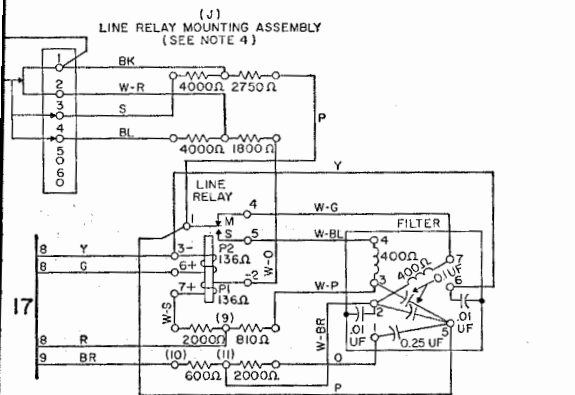 (J)
LINE RELAY MOUNTING ASSEMBLY
(SEE NOTE 4)
1
BK
2
W-R
4000Ω 2750Ω
3
S
P
4
BL
5
4000Ω 1800Ω
6
Y
LINE
RELAY
4
W-G
1
M
FILTER
S
5
W-BL
4
8
Y
3-
P2
136Ω
400Ω
400Ω
7
8
G
6+
W-O
0.1UF
6
-2
3
7+
P1
136Ω
W-P
2
.01
UF
17
W-S
(9)
.01
UF
5
2000Ω
810Ω
W-BR
1
0.25 UF
8
R
9
BR
(10)
(11)
O
600Ω
2000Ω
P